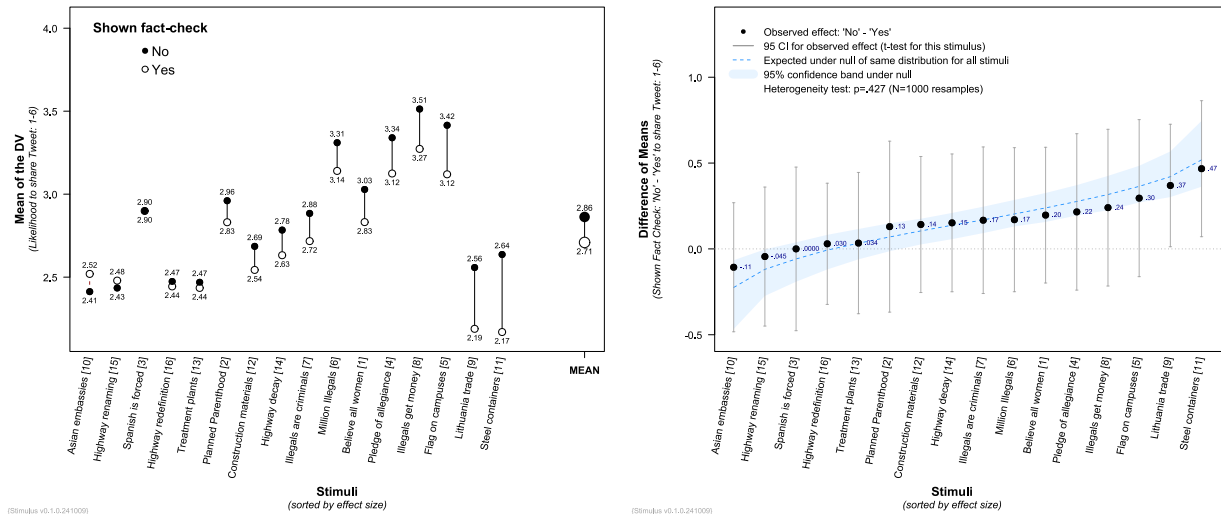 Shown fact-check
No
Yes
Mean of the DV
(Likelihood to share Tweet: 1-6)
4.0
3.5
3.0
2.5
2.52
2.41
2.48
2.43
2.90
2.90
2.47
2.44
2.47
2.44
2.96
2.83
2.69
2.54
2.78
2.63
2.88
2.72
3.31
3.14
3.03
2.83
3.34
3.12
3.51
3.27
3.42
3.12
2.56
2.19
2.64
2.17
2.86
2.71
Asian embassies [10]
Highway renaming [15]
Spanish is forced [3]
Highway redefinition [16]
Treatment plants [13]
Planned Parenthood [2]
Construction materials [12]
Highway decay [14]
Illegals are criminals [7]
Million Illegals [6]
Believe all women [1]
Pledge of allegiance [4]
Illegals get money [8]
Flag on campuses [5]
Lithuania trade [9]
Steel containers [11]
MEAN
Stimuli
(sorted by effect size)
(Stimulus v0.1.0.241009)
Observed effect: 'No' - 'Yes'
95 CI for observed effect (t-test for this stimulus)
Expected under null of same distribution for all stimuli
95% confidence band under null
Heterogeneity test: p=.427 (N=1000 resamples)
Difference of Means
(Shown Fact Check: 'No' - 'Yes' to share Tweet: 1-6)
1.0
0.5
0.0
-0.5
-.11
-.045
.0000
.030
.034
.13
.14
.15
.17
.17
.20
.22
.24
.30
.37
.47
Asian embassies [10]
Highway renaming [15]
Spanish is forced [3]
Highway redefinition [16]
Treatment plants [13]
Planned Parenthood [2]
Construction materials [12]
Highway decay [14]
Illegals are criminals [7]
Million Illegals [6]
Believe all women [1]
Pledge of allegiance [4]
Illegals get money [8]
Flag on campuses [5]
Lithuania trade [9]
Steel containers [11]
Stimuli
(sorted by effect size)
(Stimulus v0.1.0.241009)